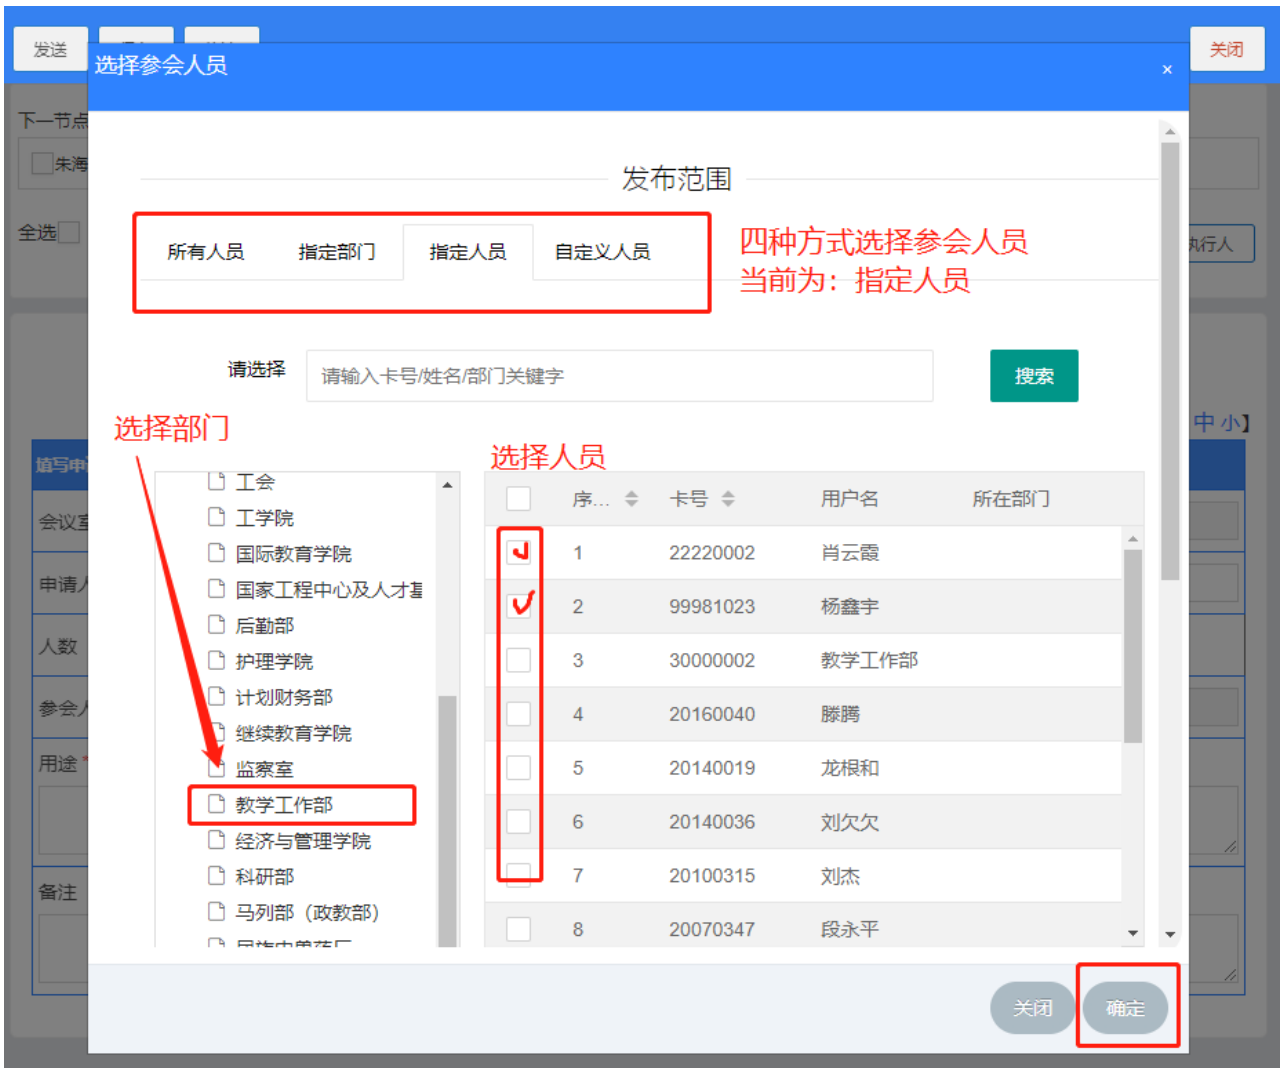 发送
关闭
选择参会人员
×
下一节点
朱海
发布范围
全选
所有人员 指定部门 指定人员 自定义人员
四种方式选择参会人员
当前为：指定人员
执行人
请选择 请输入卡号/姓名/部门关键字 搜索
选择部门
中 小】
选择人员
填写申
工会
工学院
国际教育学院
国家工程中心及人才基
后勤部
护理学院
计划财务部
继续教育学院
监察室
教学工作部
经济与管理学院
科研部
马列部（政教部）
序... 卡号 用户名 所在部门
1 22220002 肖云霞
2 99981023 杨鑫宇
3 30000002 教学工作部
4 20160040 滕腾
5 20140019 龙根和
6 20140036 刘欠欠
7 20100315 刘杰
8 20070347 段永平
会议室
申请人
人数
参会人
用途 *
备注
关闭 确定